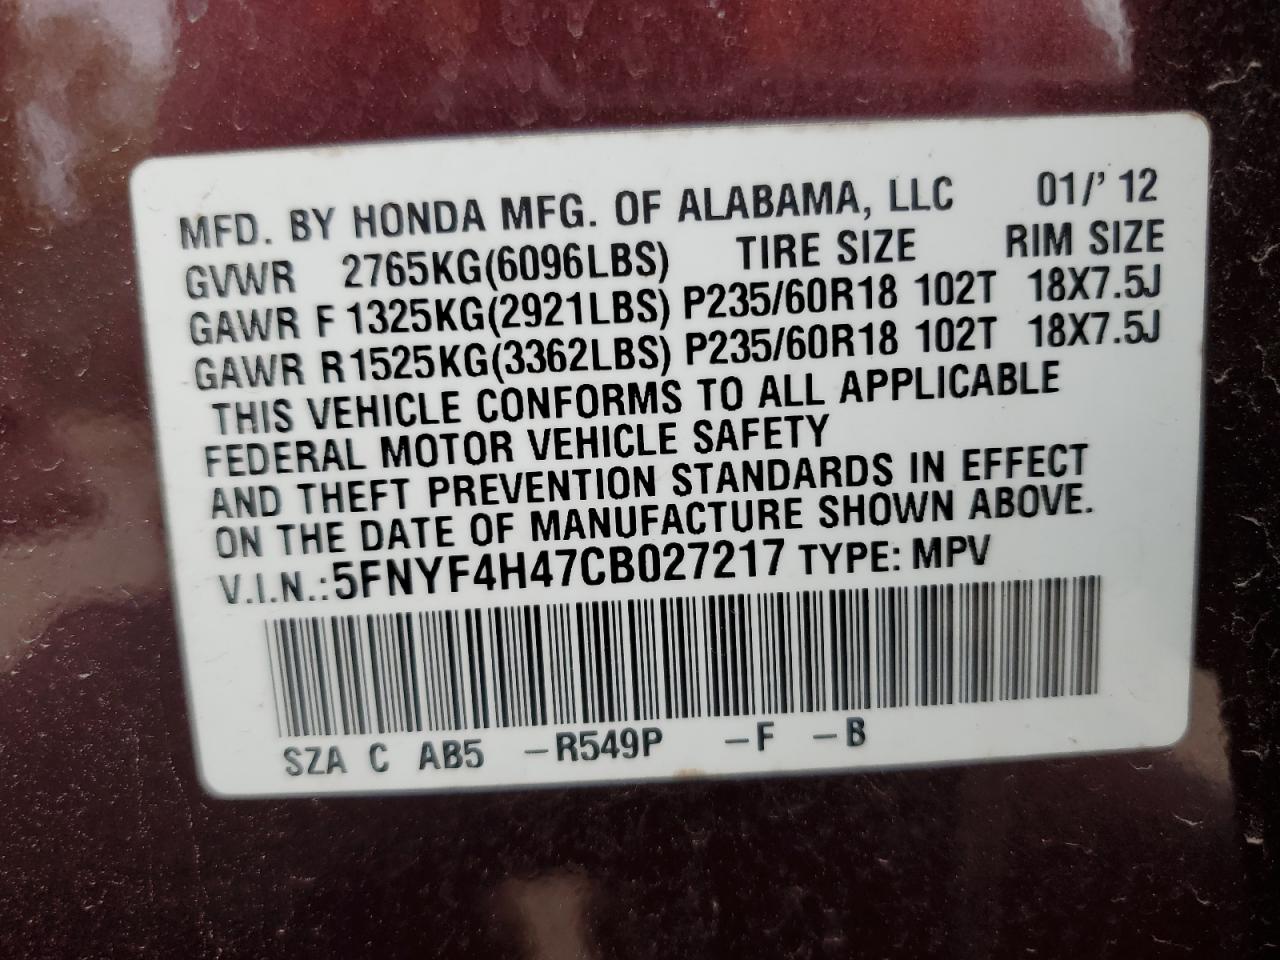 MFD. BY HONDA MFG. OF ALABAMA, LLC 01/' 12
GVWR 2765KG(6096LBS) TIRE SIZE RIM SIZE
GAWR F 1325KG(2921LBS) P235/60R18 102T 18X7.5J
GAWR R 1525KG(3362LBS) P235/60R18 102T 18X7.5J
THIS VEHICLE CONFORMS TO ALL APPLICABLE
FEDERAL MOTOR VEHICLE SAFETY
AND THEFT PREVENTION STANDARDS IN EFFECT
ON THE DATE OF MANUFACTURE SHOWN ABOVE.
V.I.N.:5FNYF4H47CB027217 TYPE: MPV
SZA C AB5 -R549P -F -B